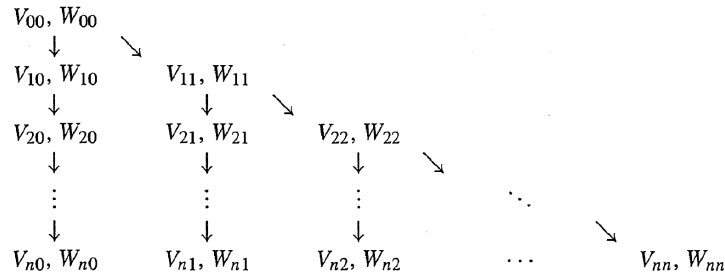 V₀₀, W₀₀
↓ ↘
V₁₀, W₁₀ V₁₁, W₁₁
↓ ↓ ↘
V₂₀, W₂₀ V₂₁, W₂₁ V₂₂, W₂₂
↓ ↓ ↓ ↘
⋮ ⋮ ⋮ ⋱
↓ ↓ ↓ ↘
Vₙ₀, Wₙ₀ Vₙ₁, Wₙ₁ Vₙ₂, Wₙ₂ ⋯ Vₙₙ, Wₙₙ